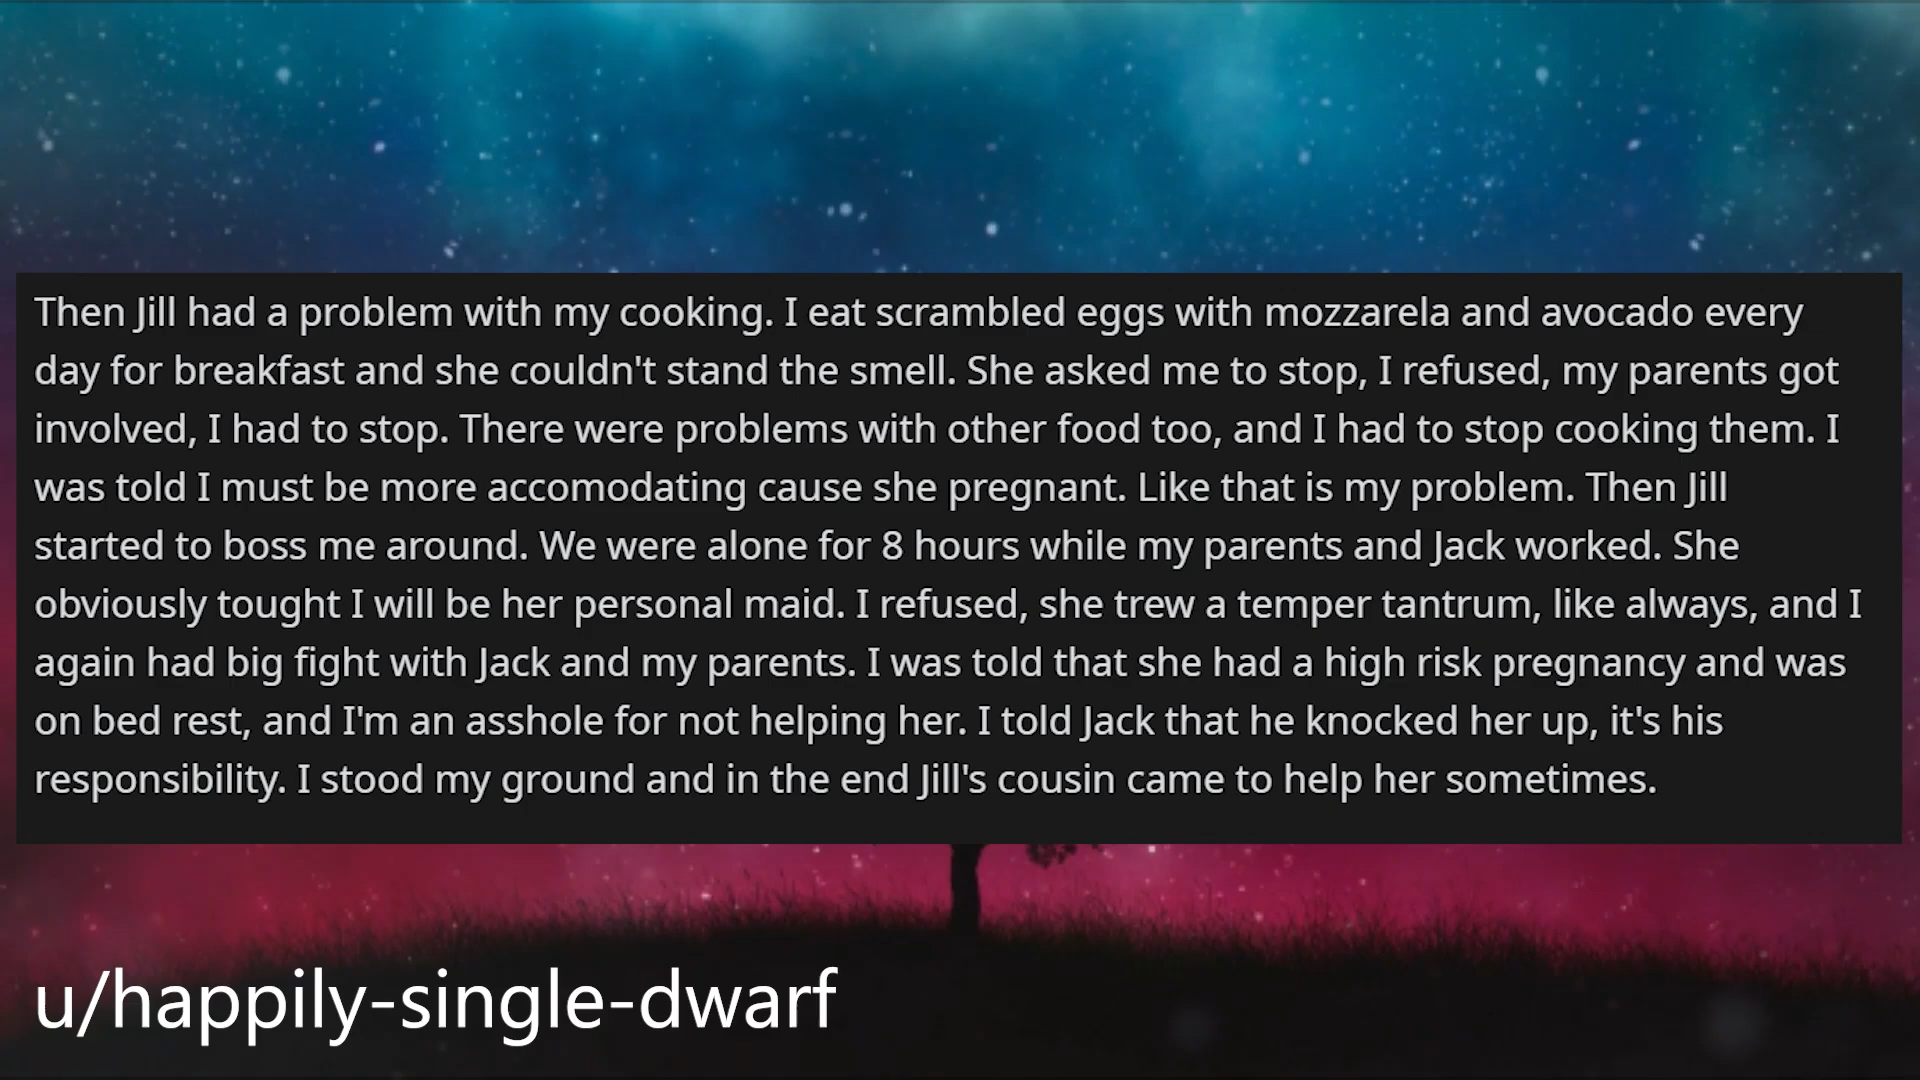 Then Jill had a problem with my cooking. I eat scrambled eggs with mozzarela and avocado every
day for breakfast and she couldn't stand the smell. She asked me to stop, I refused, my parents got
involved, I had to stop. There were problems with other food too, and I had to stop cooking them. I
was told I must be more accomodating cause she pregnant. Like that is my problem. Then Jill
started to boss me around. We were alone for 8 hours while my parents and Jack worked. She
obviously tought I will be her personal maid. I refused, she trew a temper tantrum, like always, and I
again had big fight with Jack and my parents. I was told that she had a high risk pregnancy and was
on bed rest, and I'm an asshole for not helping her. I told Jack that he knocked her up, it's his
responsibility. I stood my ground and in the end Jill's cousin came to help her sometimes.
u/happily-single-dwarf